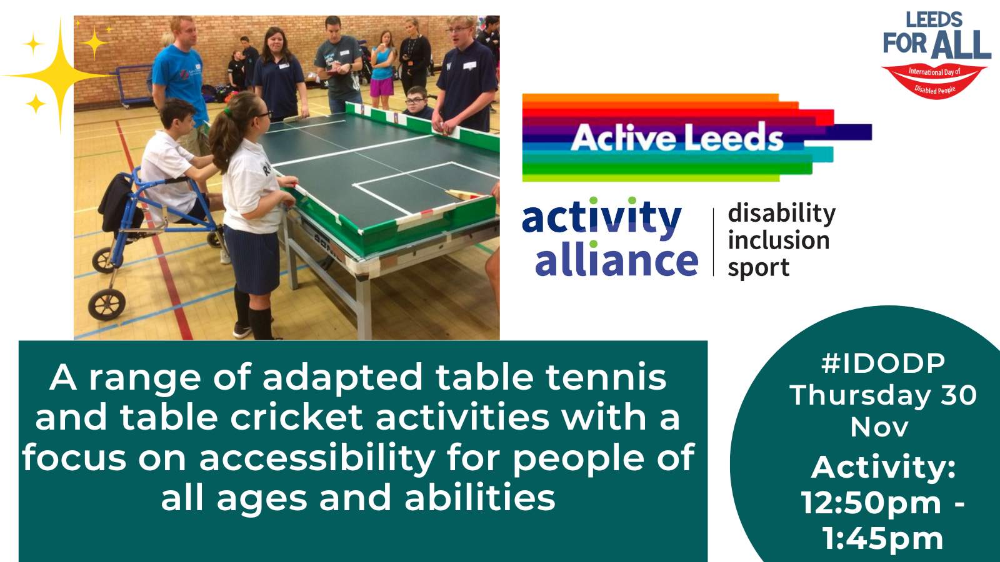 LEEDS
FOR ALL
International Day of
Disabled People
Active Leeds
activity
alliance
disability
inclusion
sport
A range of adapted table tennis
and table cricket activities with a
focus on accessibility for people of
all ages and abilities
#IDODP
Thursday 30
Nov
Activity:
12:50pm -
1:45pm